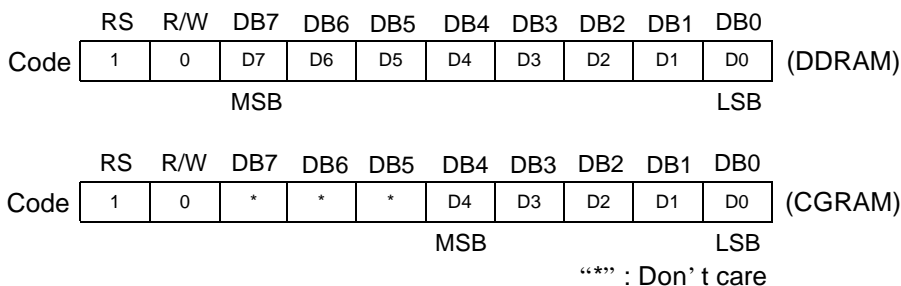 RS R/W DB7 DB6 DB5 DB4 DB3 DB2 DB1 DB0
Code 1 0 D7 D6 D5 D4 D3 D2 D1 D0 (DDRAM)
MSB LSB
RS R/W DB7 DB6 DB5 DB4 DB3 DB2 DB1 DB0
Code 1 0 * * * D4 D3 D2 D1 D0 (CGRAM)
MSB LSB
“*” : Don’ t care